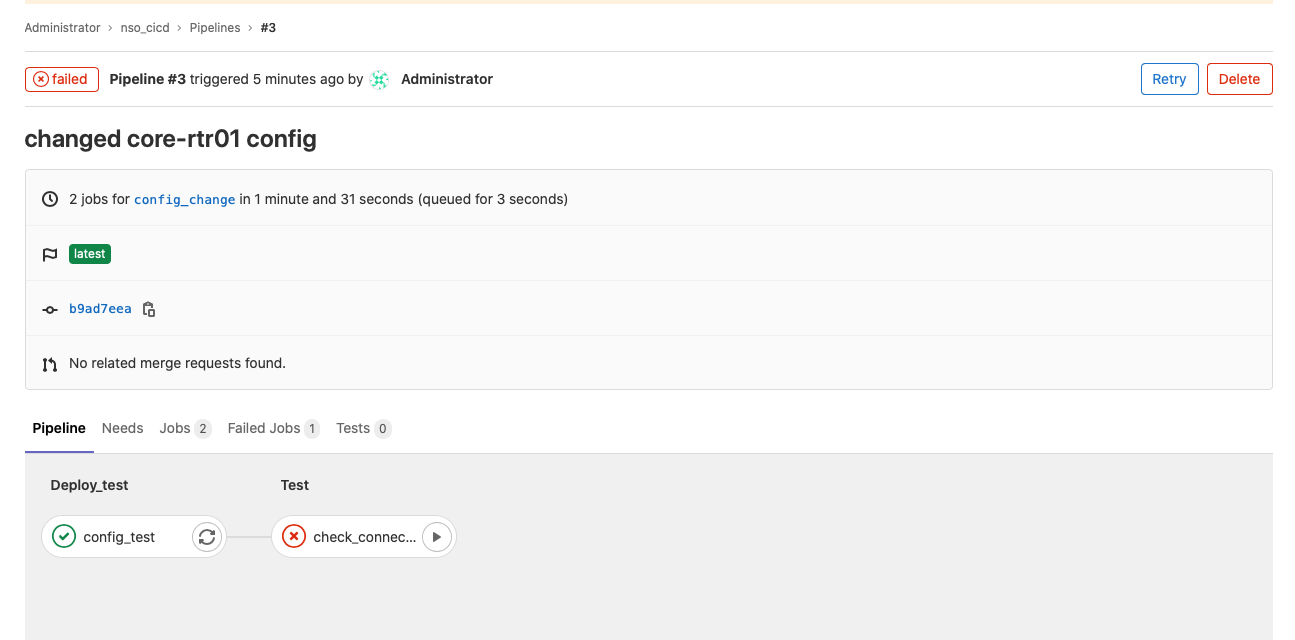 Administrator > nso_cicd > Pipelines > #3
failed Pipeline #3 triggered 5 minutes ago by Administrator Retry Delete
changed core-rtr01 config
2 jobs for config_change in 1 minute and 31 seconds (queued for 3 seconds)
latest
b9ad7eea
No related merge requests found.
Pipeline Needs Jobs 2 Failed Jobs 1 Tests 0
Deploy_test Test
config_test check_connec...